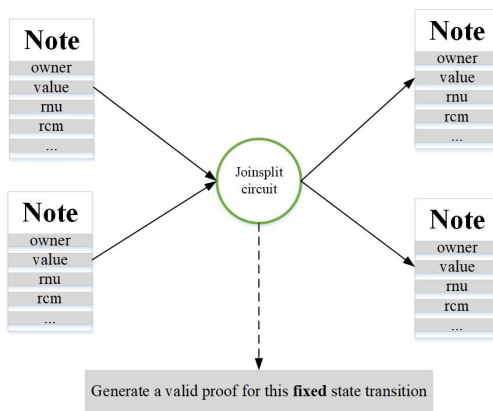 Note
owner
value
rnu
rcm
...
Note
owner
value
rnu
rcm
...
Joinsplit
circuit
Note
owner
value
rnu
rcm
...
Note
owner
value
rnu
rcm
...
Generate a valid proof for this fixed state transition